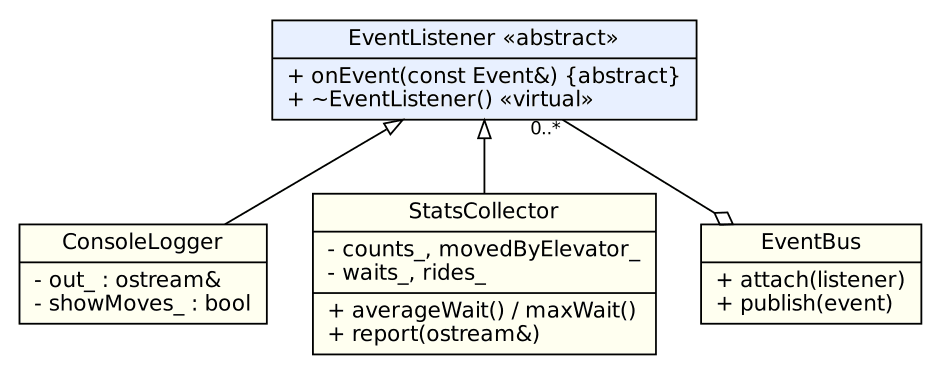 EventListener «abstract»
+ onEvent(const Event&) {abstract}
+ ~EventListener() «virtual»
0..*
ConsoleLogger
- out_ : ostream&
- showMoves_ : bool
StatsCollector
- counts_, movedByElevator_
- waits_, rides_
+ averageWait() / maxWait()
+ report(ostream&)
EventBus
+ attach(listener)
+ publish(event)